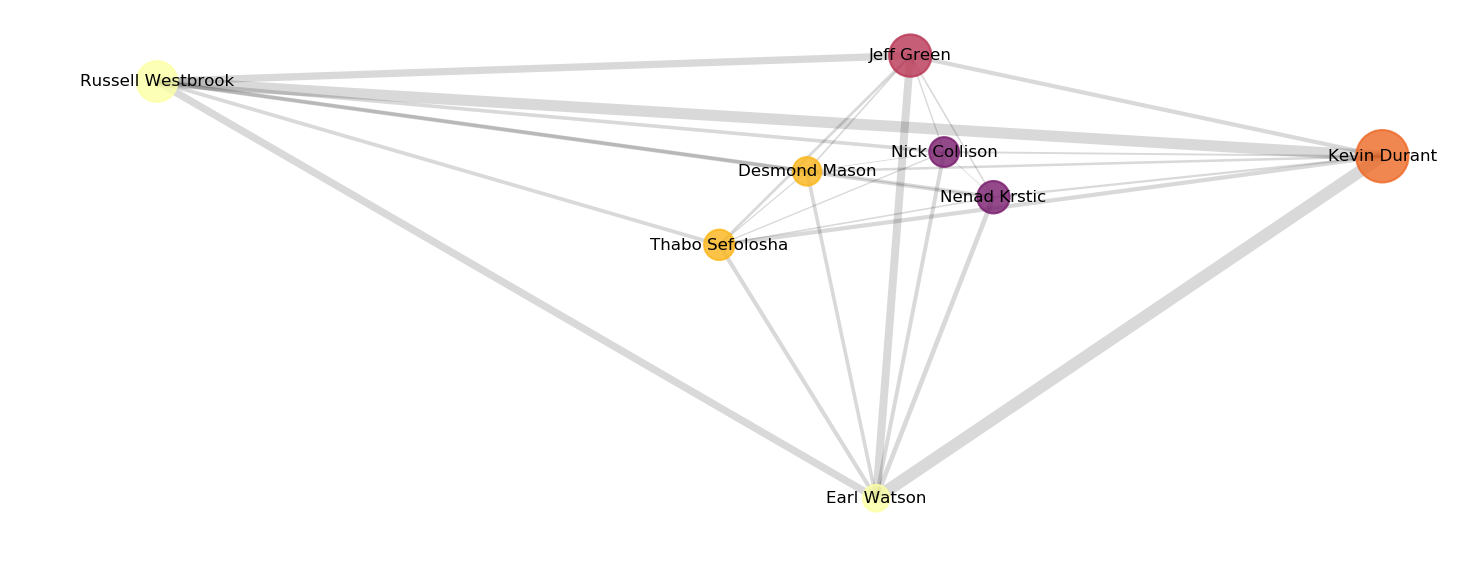 Jeff Green
Russell Westbrook
Nick Collison
Kevin Durant
Desmond Mason
Nenad Krstic
Thabo Sefolosha
Earl Watson